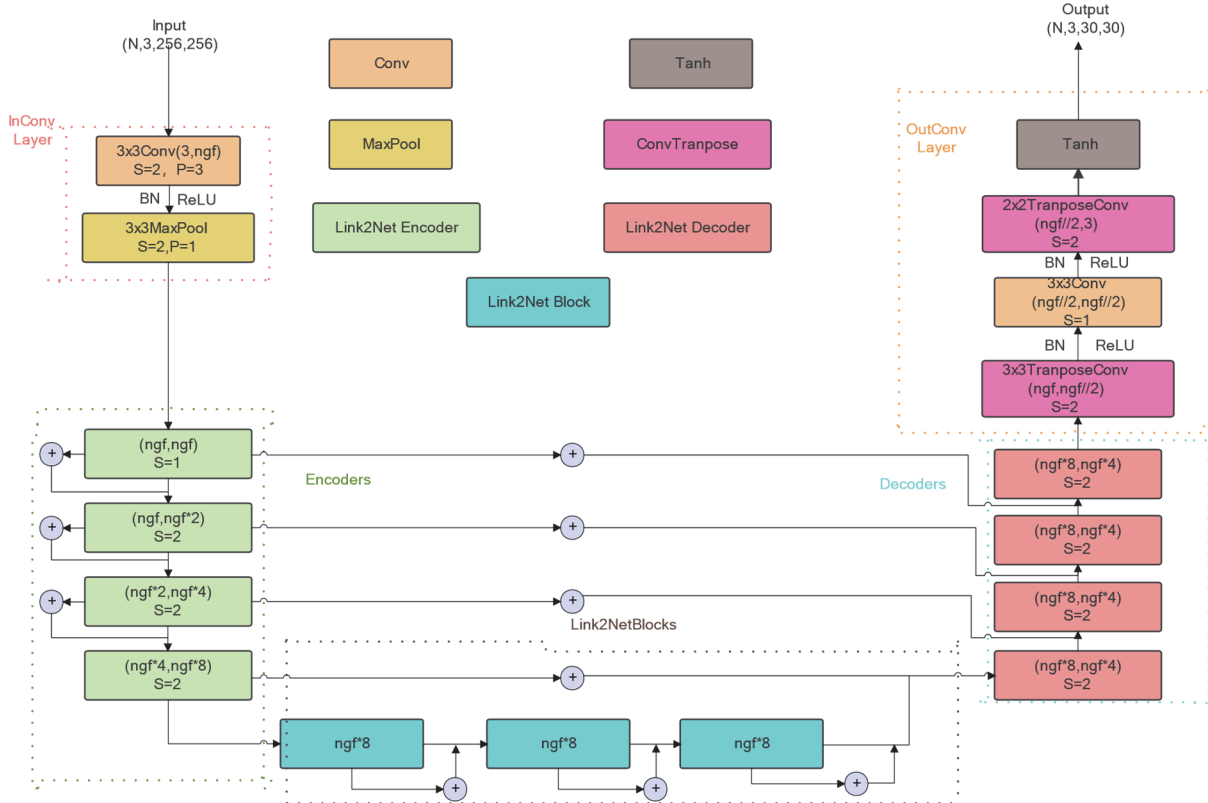 Input
(N,3,256,256)
InConv
Layer
3x3Conv(3,ngf)
S=2, P=3
BN ReLU
3x3MaxPool
S=2,P=1
Conv
Tanh
MaxPool
ConvTranpose
Link2Net Encoder
Link2Net Decoder
Link2Net Block
Output
(N,3,30,30)
OutConv
Layer
Tanh
2x2TranposeConv
(ngf//2,3)
S=2
BN ReLU
3x3Conv
(ngf//2,ngf//2)
S=1
BN ReLU
3x3TranposeConv
(ngf,ngf//2)
S=2
(ngf,ngf)
S=1
+
+
Encoders
Decoders
(ngf*8,ngf*4)
S=2
(ngf,ngf*2)
S=2
+
+
(ngf*8,ngf*4)
S=2
(ngf*2,ngf*4)
S=2
+
+
Link2NetBlocks
(ngf*8,ngf*4)
S=2
(ngf*4,ngf*8)
S=2
+
(ngf*8,ngf*4)
S=2
ngf*8
ngf*8
ngf*8
+
+
+